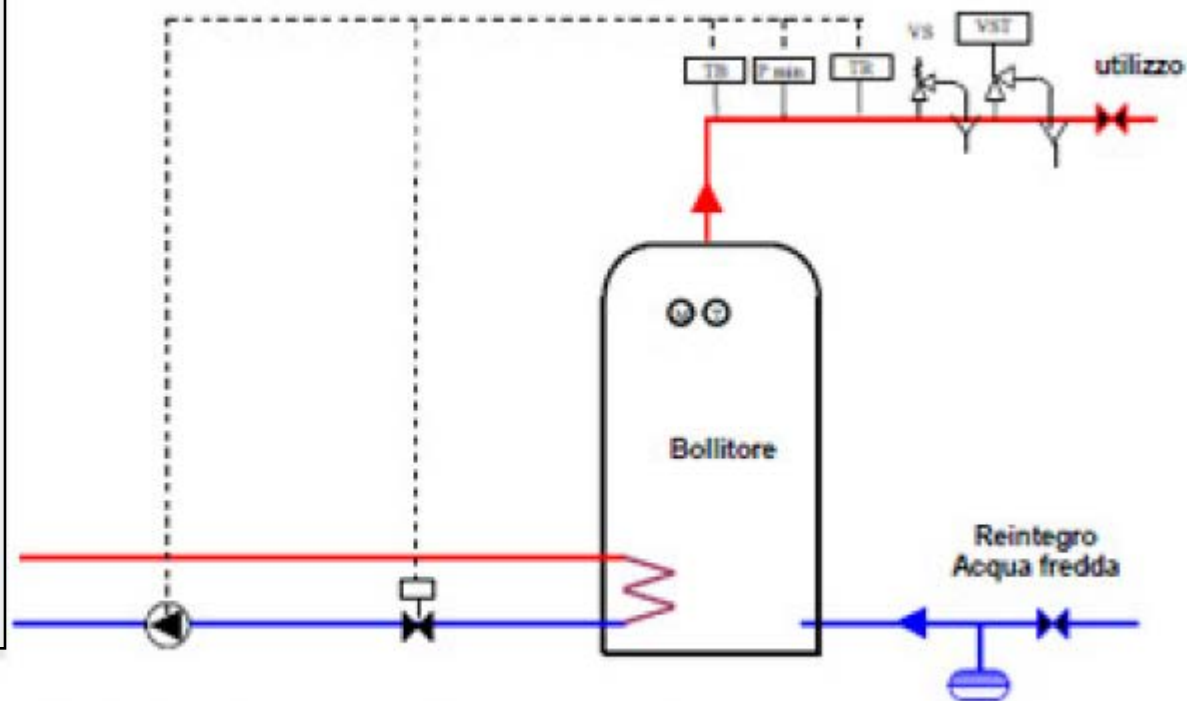 VS
VST
TB
P min
TR
utilizzo
M
T
Bollitore
Reintegro
Acqua fredda